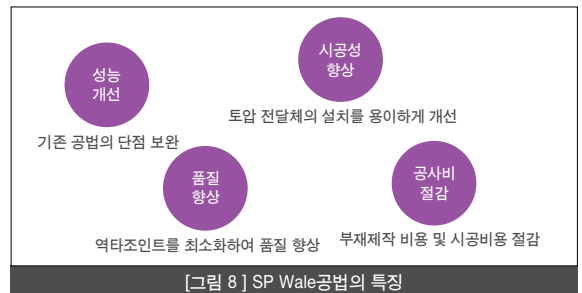 성능
개선
기존 공법의 단점 보완
시공성
향상
토압 전달체의 설치를 용이하게 개선
품질
향상
역타조인트를 최소화하여 품질 향상
공사비
절감
부재제작 비용 및 시공비용 절감
[그림 8 ] SP Wale공법의 특징